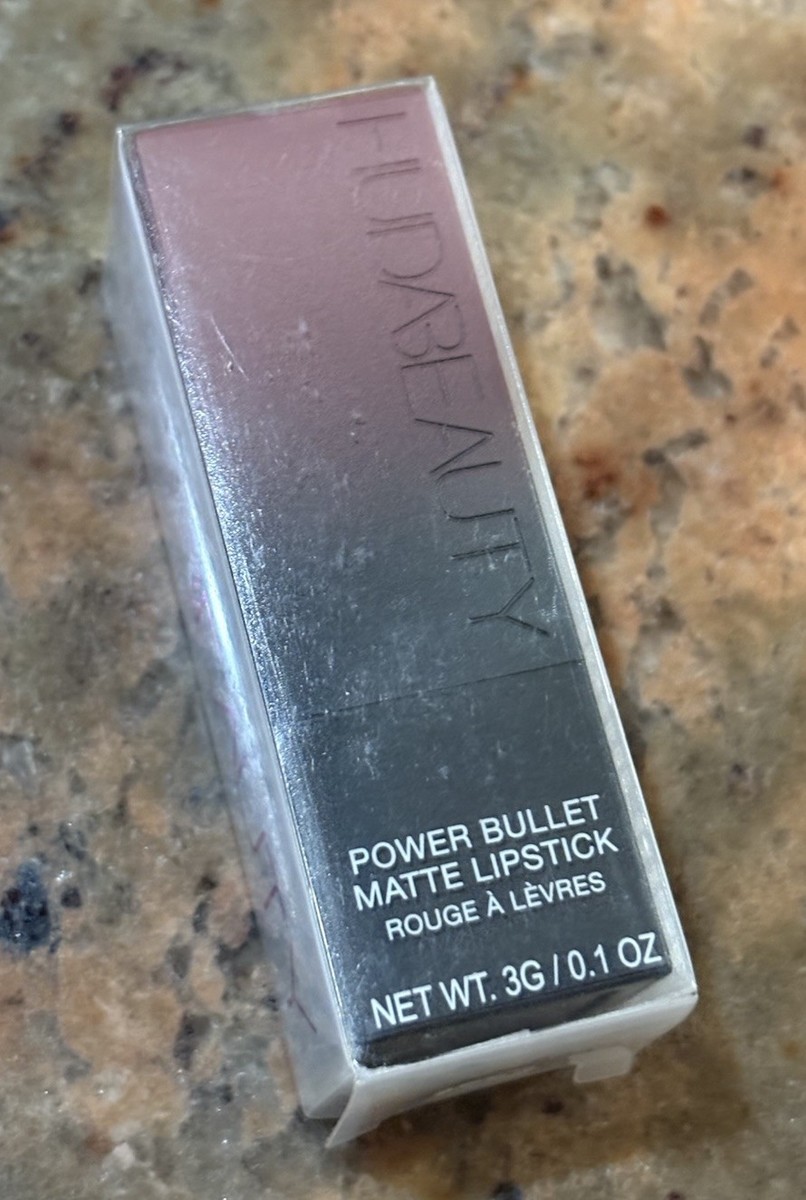 HUDABEAUTY
POWER BULLET
MATTE LIPSTICK
ROUGE À LÈVRES
NET WT. 3G / 0.1 OZ